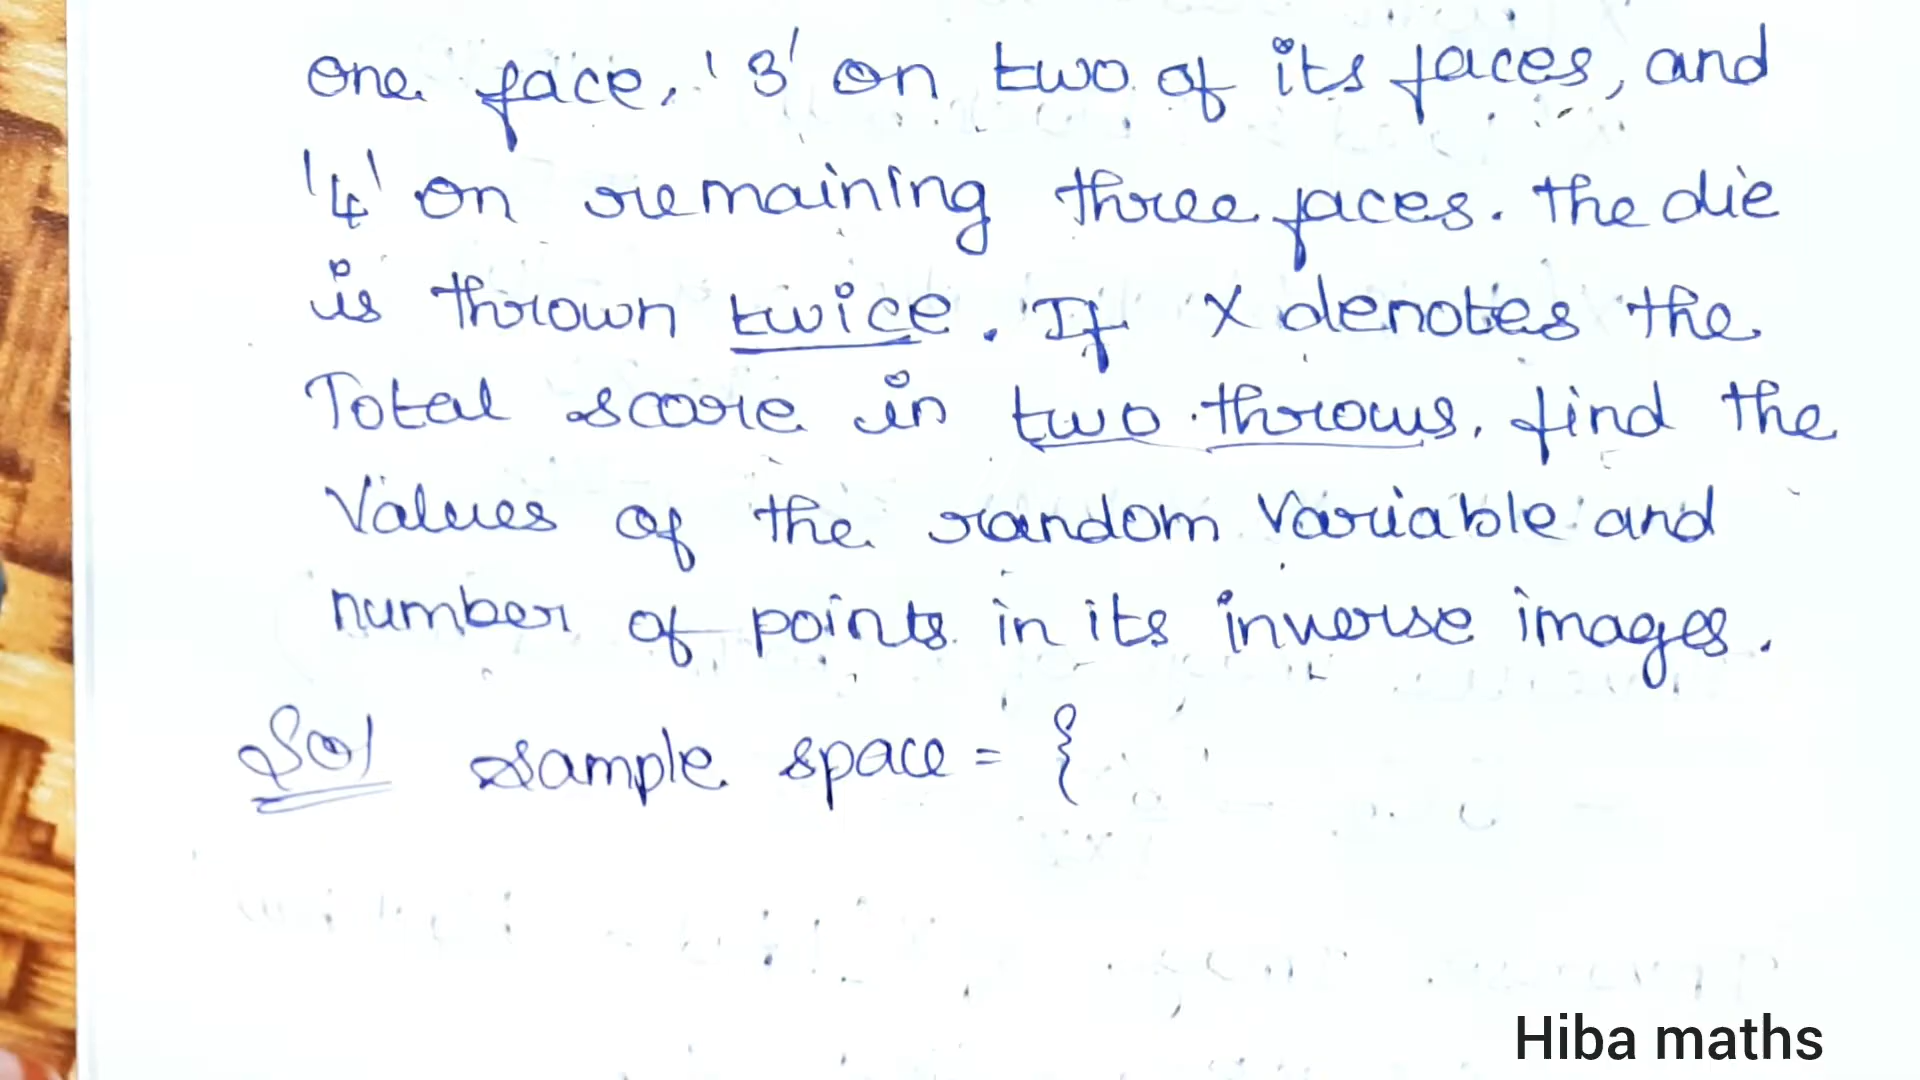 one face, '3' on two of its faces, and
'4' on remaining three faces. The die
is thrown twice. If X denotes the
Total score in two throws, find the
Values of the random Variable and
number of points in its inverse images.
Sol Sample space = {
Hiba maths